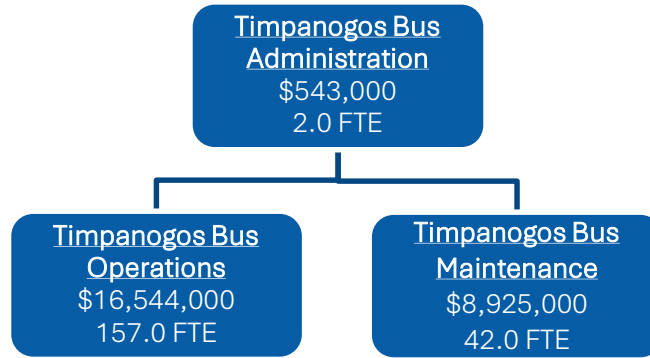 Timpanogos Bus
Administration
$543,000
2.0 FTE
Timpanogos Bus
Operations
$16,544,000
157.0 FTE
Timpanogos Bus
Maintenance
$8,925,000
42.0 FTE